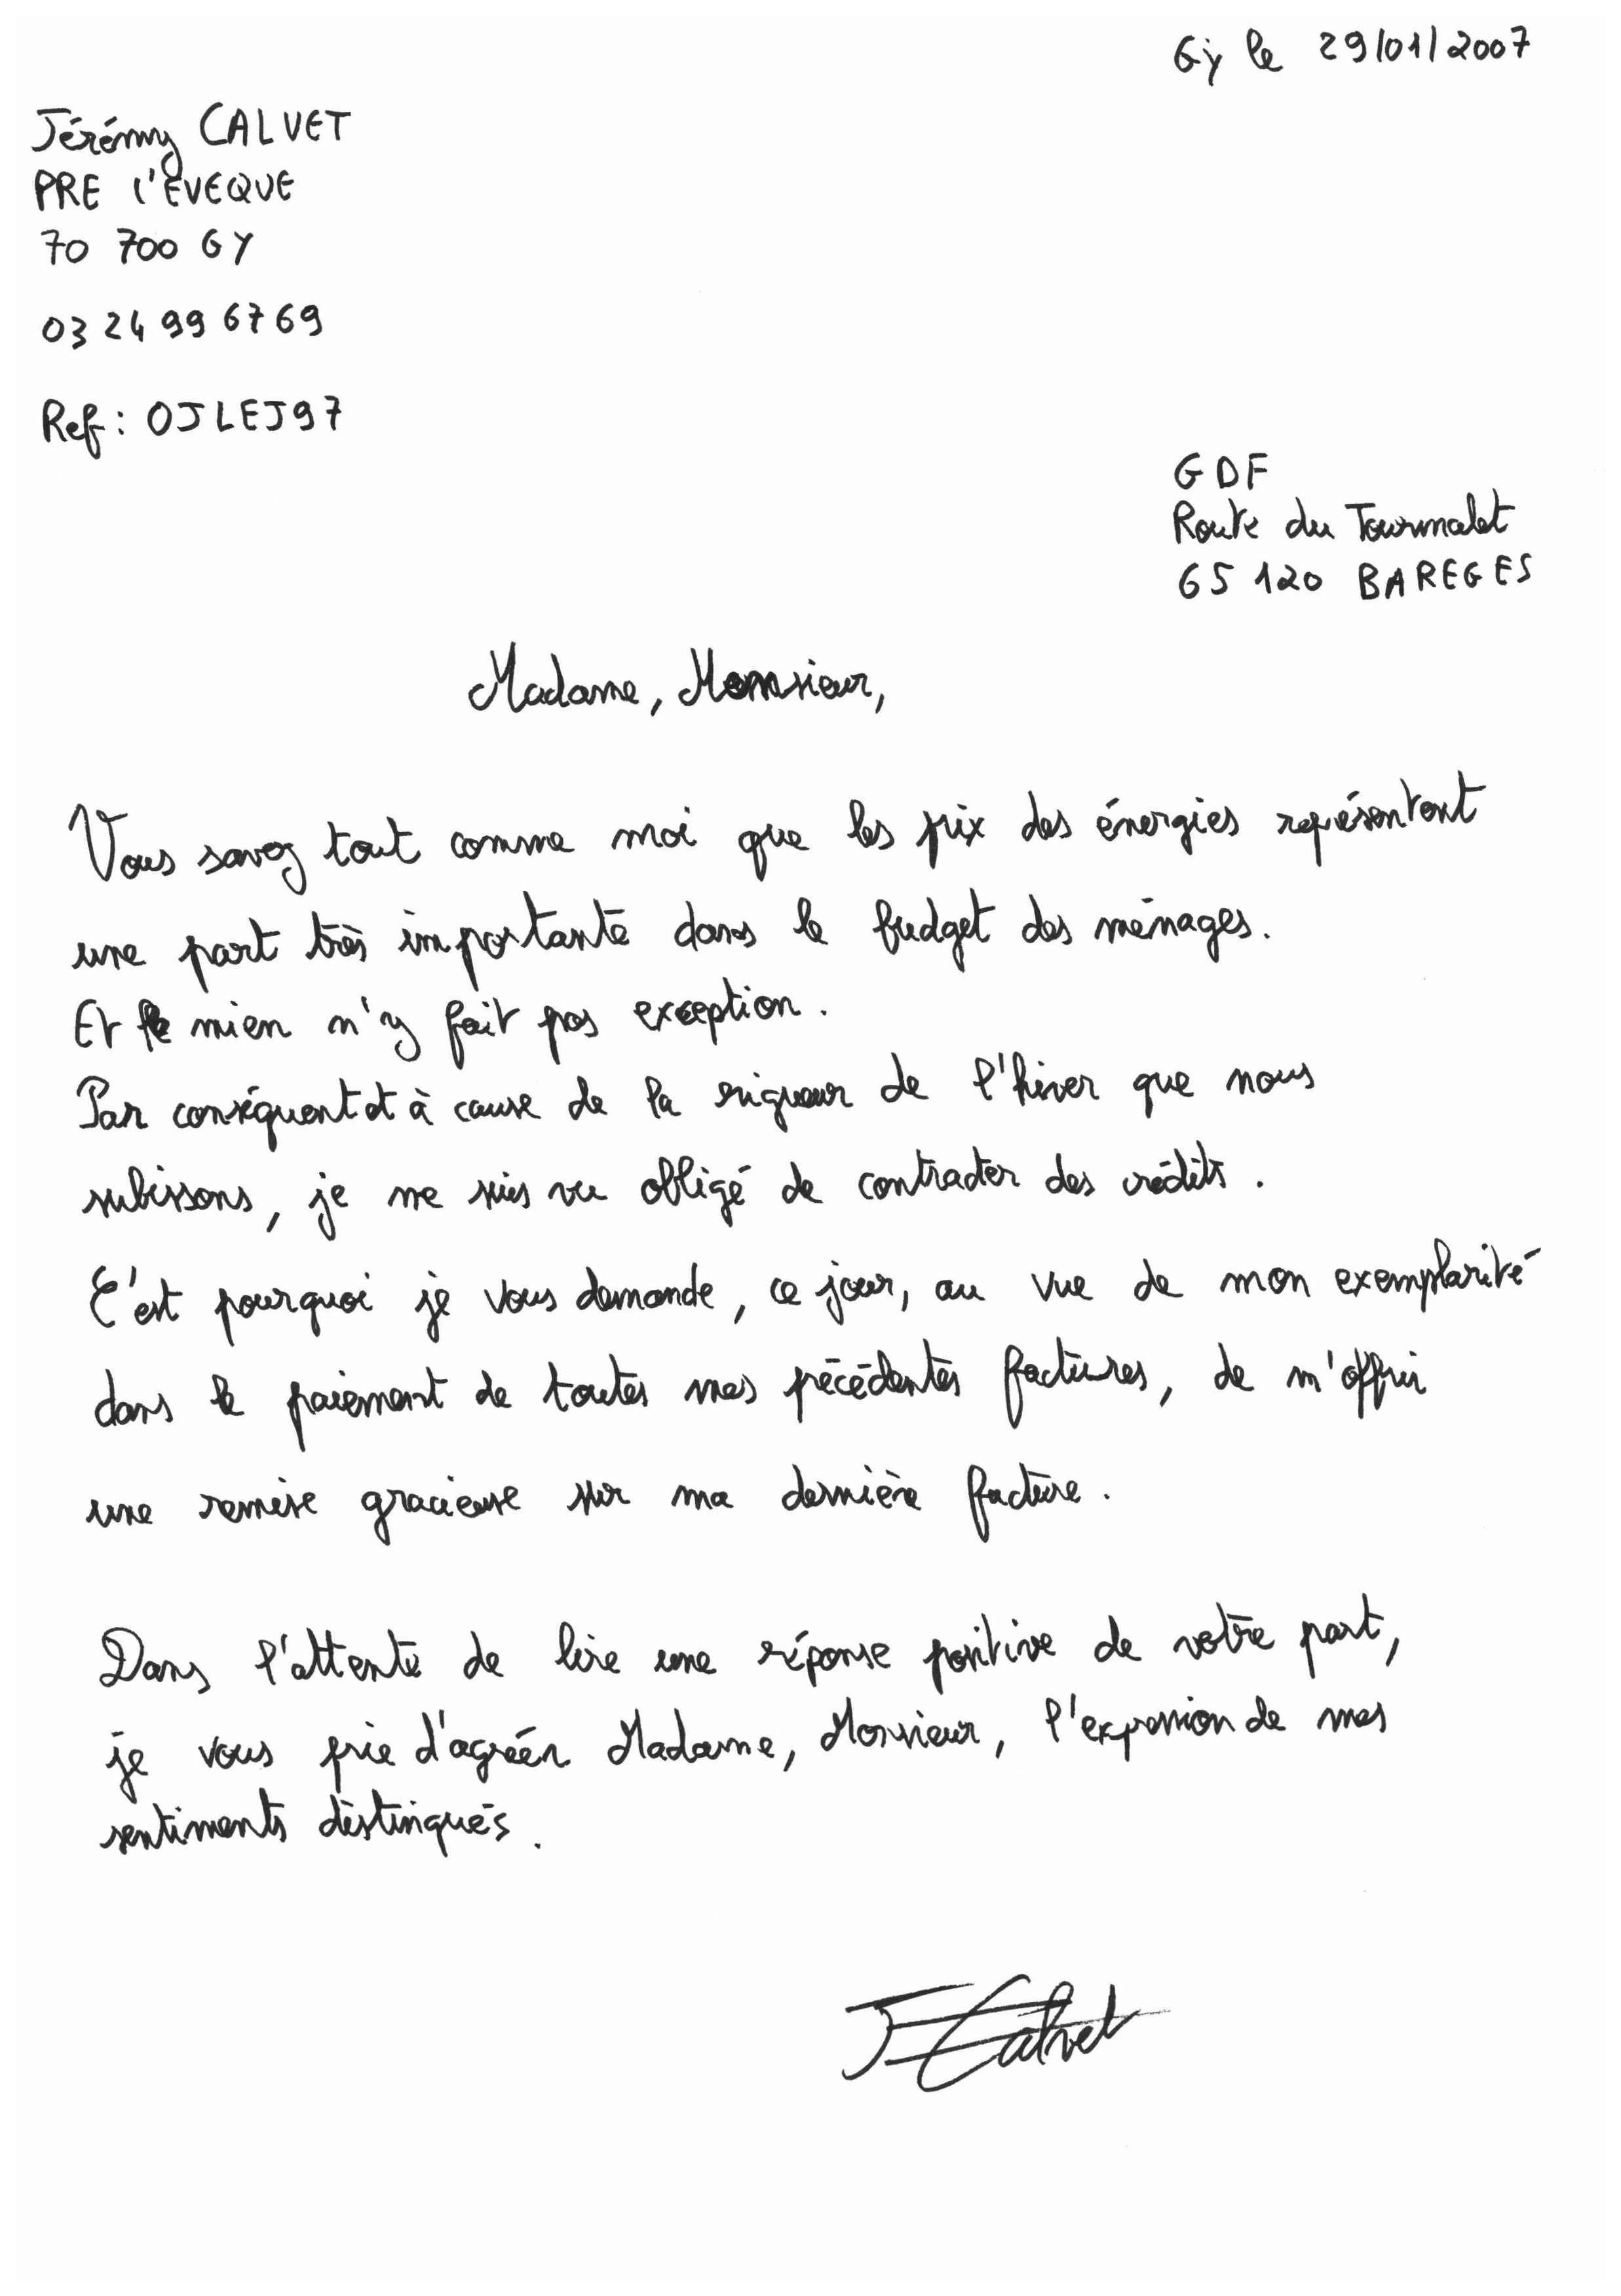 Gy le 29/01/2007
Jérémy CALVET
PRE l'EVEQUE
70 700 GY
03 24 99 67 69
Ref : OJLEJ97
GDF
Route du Tourmalet
65 120 BAREGES
Madame, Monsieur,
Vous savez tout comme moi que les prix des énergies représentent
une part très importante dans le budget des ménages.
Et le mien n'y fait pas exception.
Par conséquent et à cause de la rigueur de l'hiver que nous
subissons, je me suis vu obligé de contracter des crédits.
C'est pourquoi je vous demande, ce jour, au vue de mon exemplarité
dans le paiement de toutes mes précédentes factures, de m'offrir
une remise gracieuse sur ma dernière facture.
Dans l'attente de lire une réponse positive de votre part,
je vous prie d'agréer Madame, Monsieur, l'expression de mes
sentiments distingués.
J Calvet